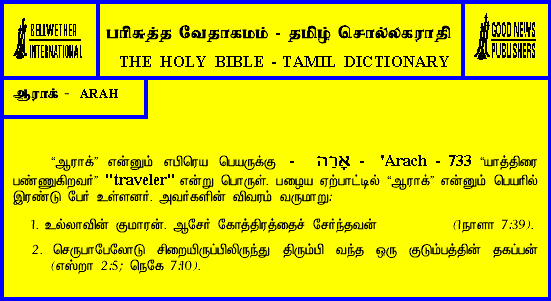 BELLWETHER
INTERNATIONAL
பரிசுத்த வேதாகமம் - தமிழ் சொல்லகராதி
THE HOLY BIBLE - TAMIL DICTIONARY
GOOD NEWS
PUBLISHERS
ஆராக் - ARAH
“ஆராக்” என்னும் எபிரெய பெயருக்கு - אָרַח - 'Arach - 733 “யாத்திரை
பண்ணுகிறவர்” "traveler" என்று பொருள். பழைய ஏற்பாட்டில் “ஆராக்” என்னும் பெயரில்
இரண்டு பேர் உள்ளனர். அவர்களின் விவரம் வருமாறு:
1. உல்லாவின் குமாரன். ஆசேர் கோத்திரத்தைச் சேர்ந்தவன் (1நாளா 7:39).
2. செருபாபேலோடு சிறையிருப்பிலிருந்து திரும்பி வந்த ஒரு குடும்பத்தின் தகப்பன்
(எஸ்றா 2:5; நெகே 7:10).